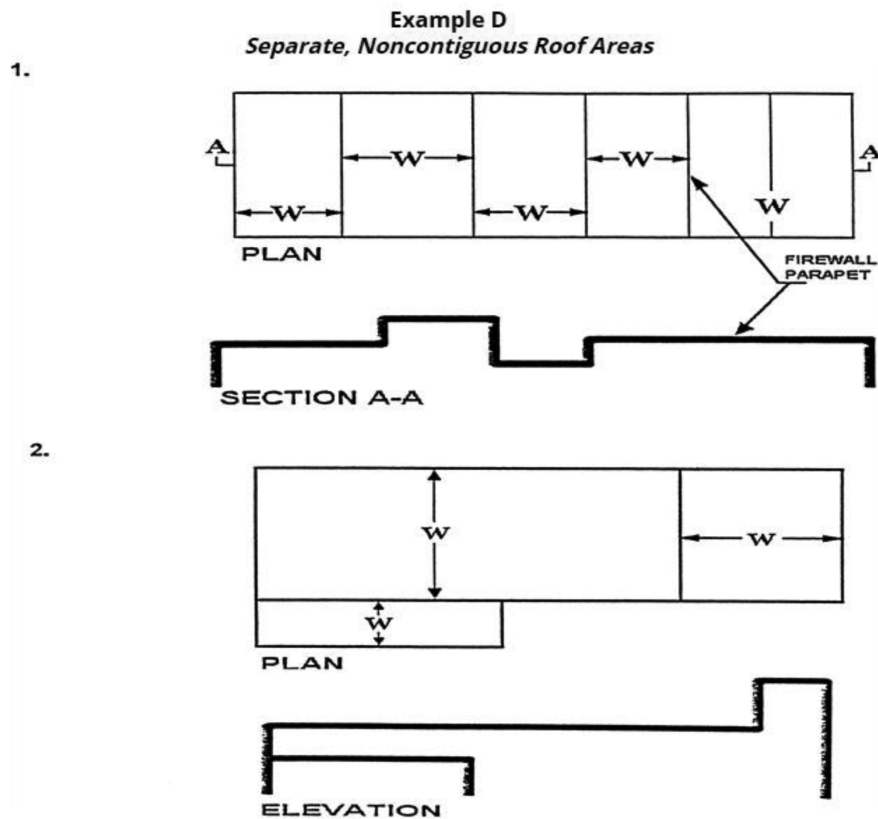 Example D
Separate, Noncontiguous Roof Areas
1.
A
W
W
A
W
W
W
PLAN
FIREWALL
PARAPET
SECTION A-A
2.
W
W
W
PLAN
ELEVATION